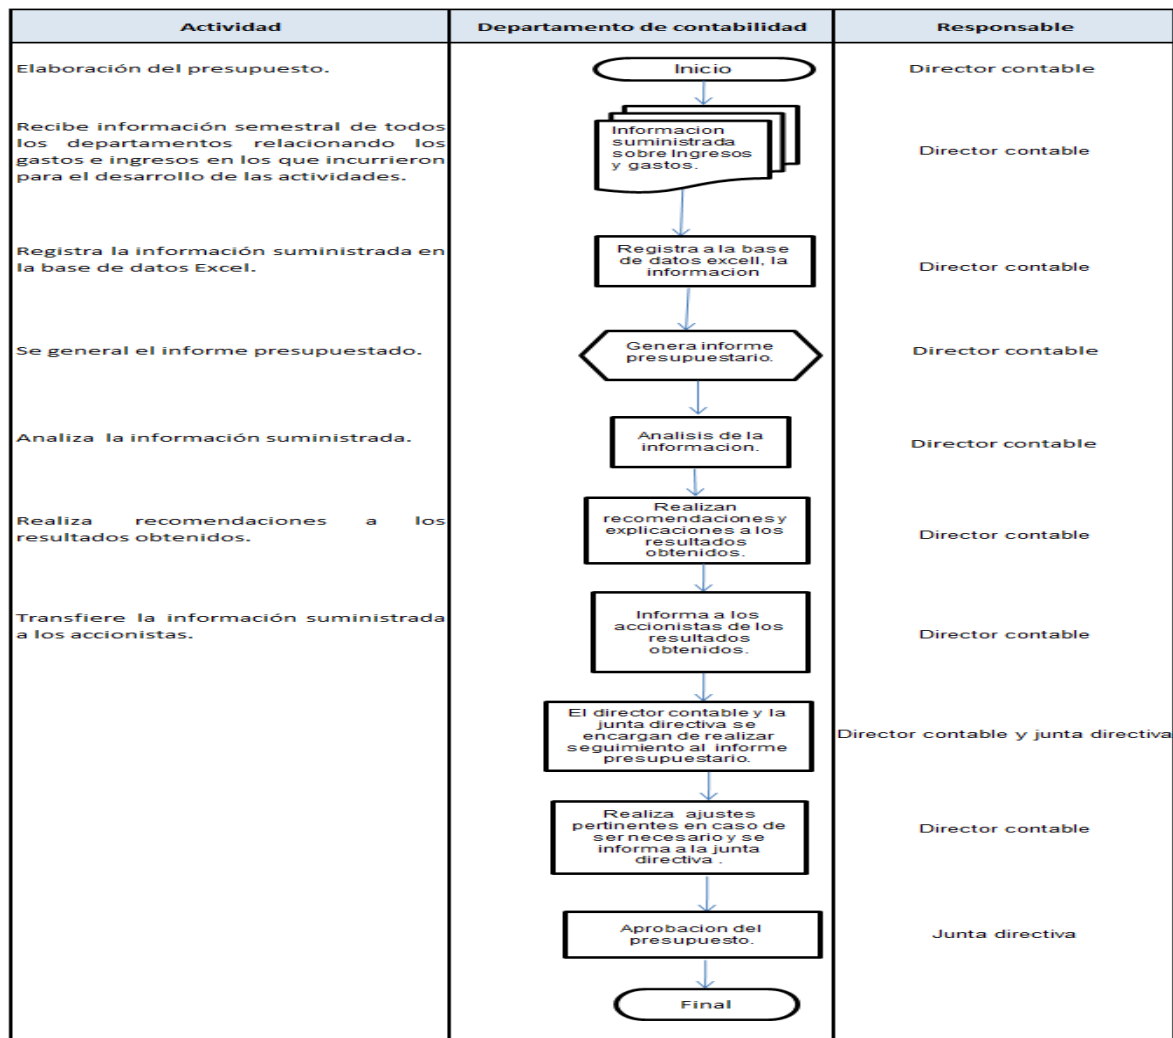 Actividad
Departamento de contabilidad
Responsable
Elaboración del presupuesto.
Inicio
Director contable
Recibe información semestral de todos
los departamentos relacionando los
gastos e ingresos en los que incurrieron
para el desarrollo de las actividades.
Informacion
suministrada
sobre Ingresos
y gastos.
Director contable
Registra la información suministrada en
la base de datos Excel.
Registra a la base
de datos excell, la
informacion
Director contable
Se general el informe presupuestado.
Genera informe
presupuestario.
Director contable
Analiza la información suministrada.
Analisis de la
informacion.
Director contable
Realiza recomendaciones a los
resultados obtenidos.
Realizan
recomendaciones y
explicaciones a los
resultados
obtenidos.
Director contable
Transfiere la información suministrada
a los accionistas.
Informa a los
accionistas de los
resultados
obtenidos.
Director contable
El director contable y la
junta directiva se
encargan de realizar
seguimiento al informe
presupuestario.
Director contable y junta directiva
Realiza ajustes
pertinentes en caso de
ser necesario y se
informa a la junta
directiva .
Director contable
Aprobacion del
presupuesto.
Junta directiva
Final